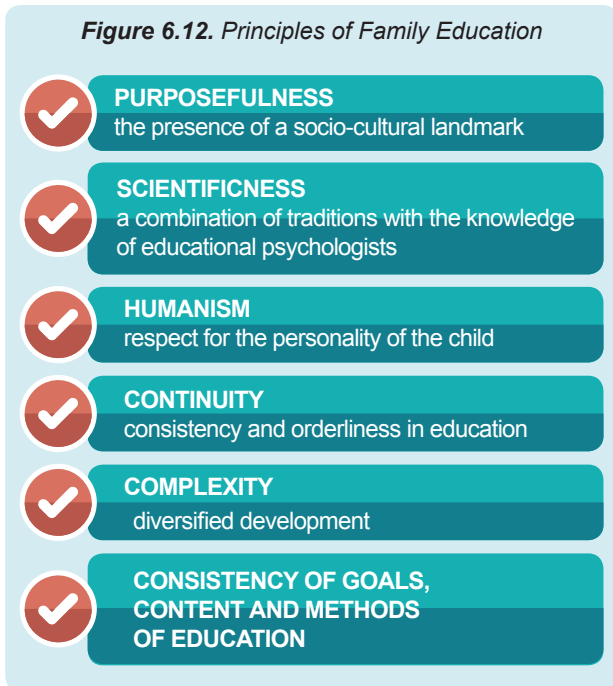 Figure 6.12. Principles of Family Education
PURPOSEFULNESS
the presence of a socio-cultural landmark
SCIENTIFICNESS
a combination of traditions with the knowledge
of educational psychologists
HUMANISM
respect for the personality of the child
CONTINUITY
consistency and orderliness in education
COMPLEXITY
diversified development
CONSISTENCY OF GOALS,
CONTENT AND METHODS
OF EDUCATION